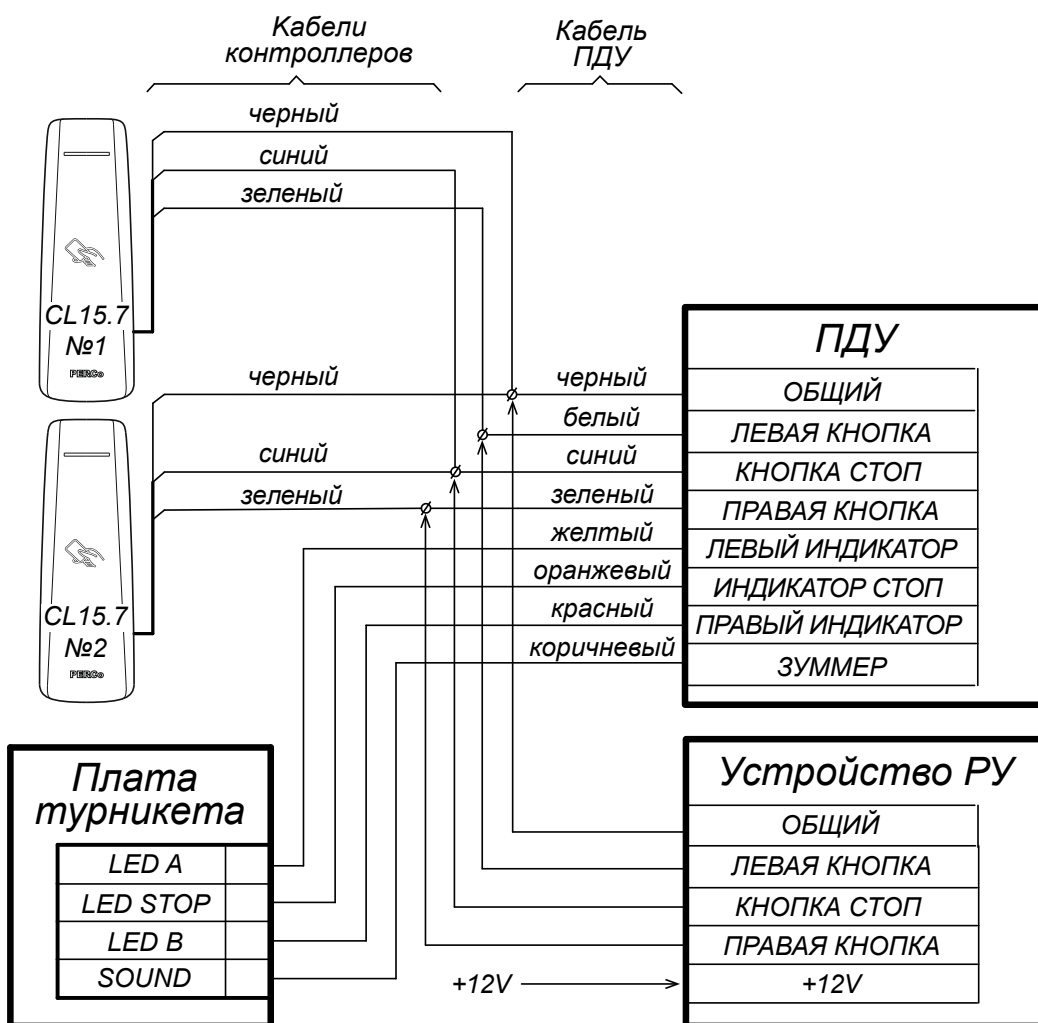 Кабели
контроллеров
Кабель
ПДУ
черный
синий
зеленый
CL15.7
№1
PERCo
черный
синий
зеленый
CL15.7
№2
PERCo
черный
белый
синий
зеленый
желтый
оранжевый
красный
коричневый
ПДУ
ОБЩИЙ
ЛЕВАЯ КНОПКА
КНОПКА СТОП
ПРАВАЯ КНОПКА
ЛЕВЫЙ ИНДИКАТОР
ИНДИКАТОР СТОП
ПРАВЫЙ ИНДИКАТОР
ЗУММЕР
Плата
турникета
LED A
LED STOP
LED B
SOUND
Устройство РУ
ОБЩИЙ
ЛЕВАЯ КНОПКА
КНОПКА СТОП
ПРАВАЯ КНОПКА
+12V
+12V